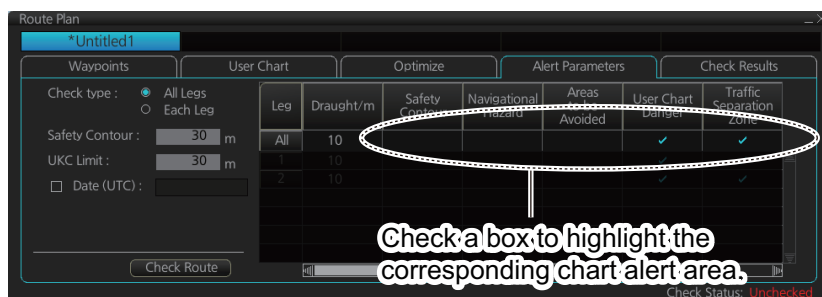 Route Plan
*Untitled1
Waypoints User Chart Optimize Alert Parameters Check Results
Check type : All Legs
Each Leg
Safety Contour : 30 m
UKC Limit : 30 m
Date (UTC) :
Check Route
Leg Draught/m Safety Contour Navigational Hazard Areas Avoided User Chart Danger Traffic Separation Zone
All 10 ✓ ✓
1 10 ✓
2 10 ✓ ✓
Check a box to highlight the
corresponding chart alert area.
Check Status: Unchecked